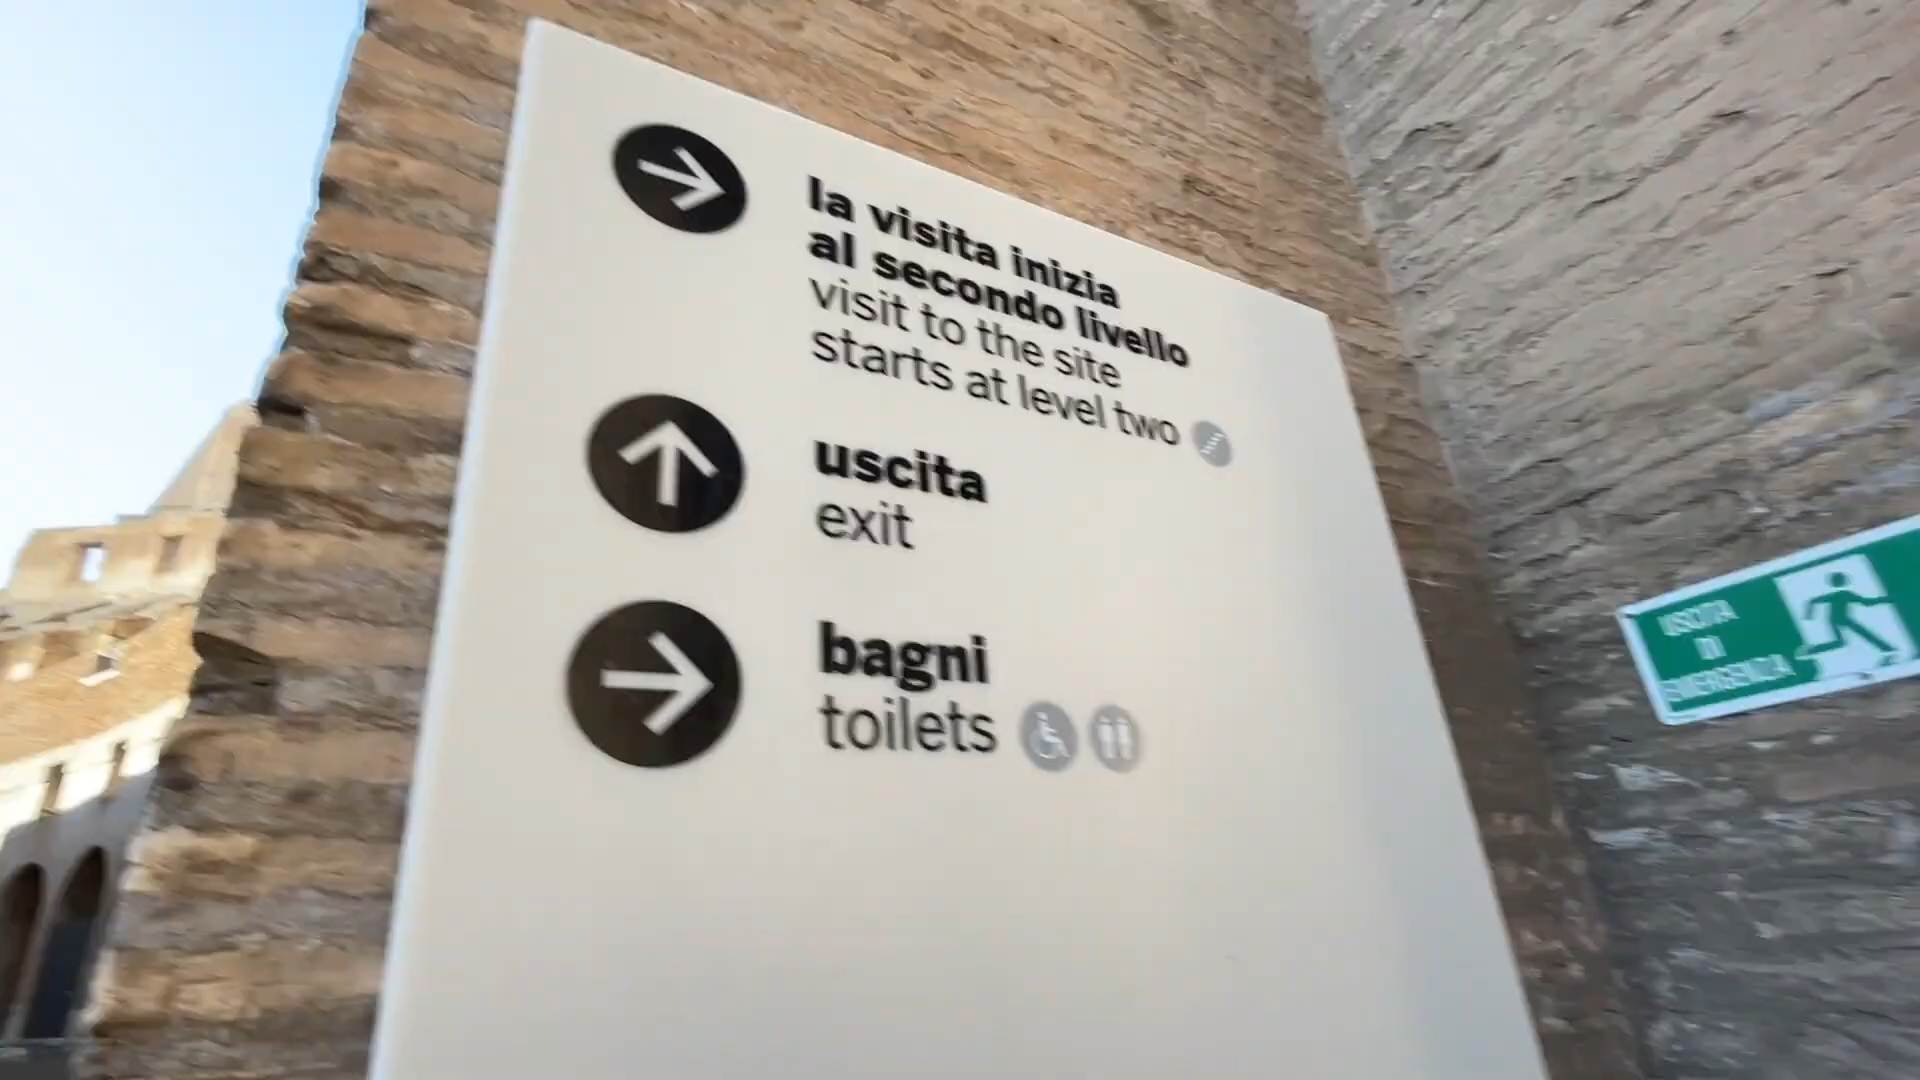 la visita inizia
al secondo livello
visit to the site
starts at level two
uscita
exit
bagni
toilets
USCITA
DI
EMERGENZA